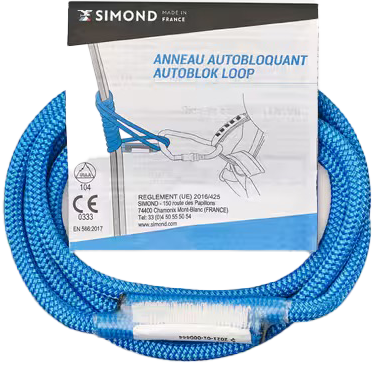 SIMOND
MADE IN
FRANCE
ANNEAU AUTOBLOQUANT
AUTOBLOK LOOP
UIAA
104
CE
0333
EN 566:2017
REGLEMENT (UE) 2016/425
SIMOND - 150 route des Papillons
74400 Chamonix Mont-Blanc (FRANCE)
Tel: 33 (0)4 50 55 50 54
www.simond.com